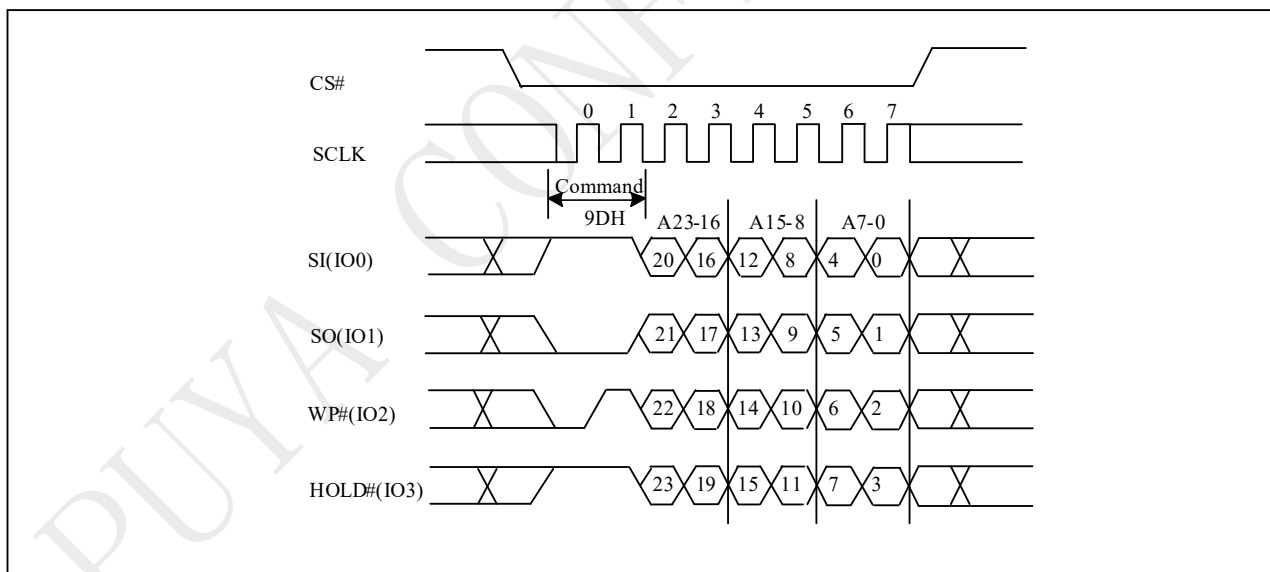 PUYA CONF
CS#
0 1 2 3 4 5 6 7
SCLK
Command
9DH
A23-16 A15-8 A7-0
SI(IO0) 20 16 12 8 4 0
SO(IO1) 21 17 13 9 5 1
WP#(IO2) 22 18 14 10 6 2
HOLD#(IO3) 23 19 15 11 7 3